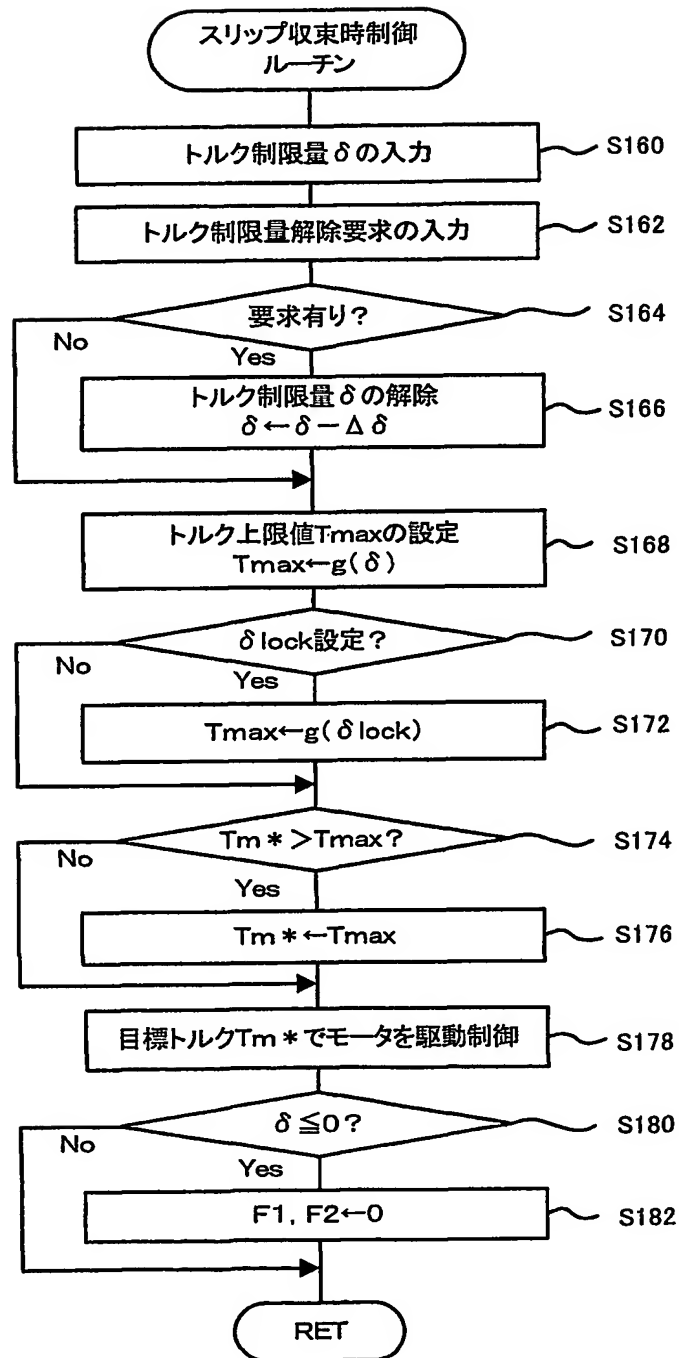 スリップ収束時制御
ルーチン
トルク制限量δの入力
S160
トルク制限量解除要求の入力
S162
要求有り?
S164
No
Yes
トルク制限量δの解除
δ←δ-Δδ
S166
トルク上限値Tmaxの設定
Tmax←g(δ)
S168
δlock設定?
S170
No
Yes
Tmax←g(δlock)
S172
Tm*>Tmax?
S174
No
Yes
Tm*←Tmax
S176
目標トルクTm*でモータを駆動制御
S178
δ≦0?
S180
No
Yes
F1,F2←0
S182
RET